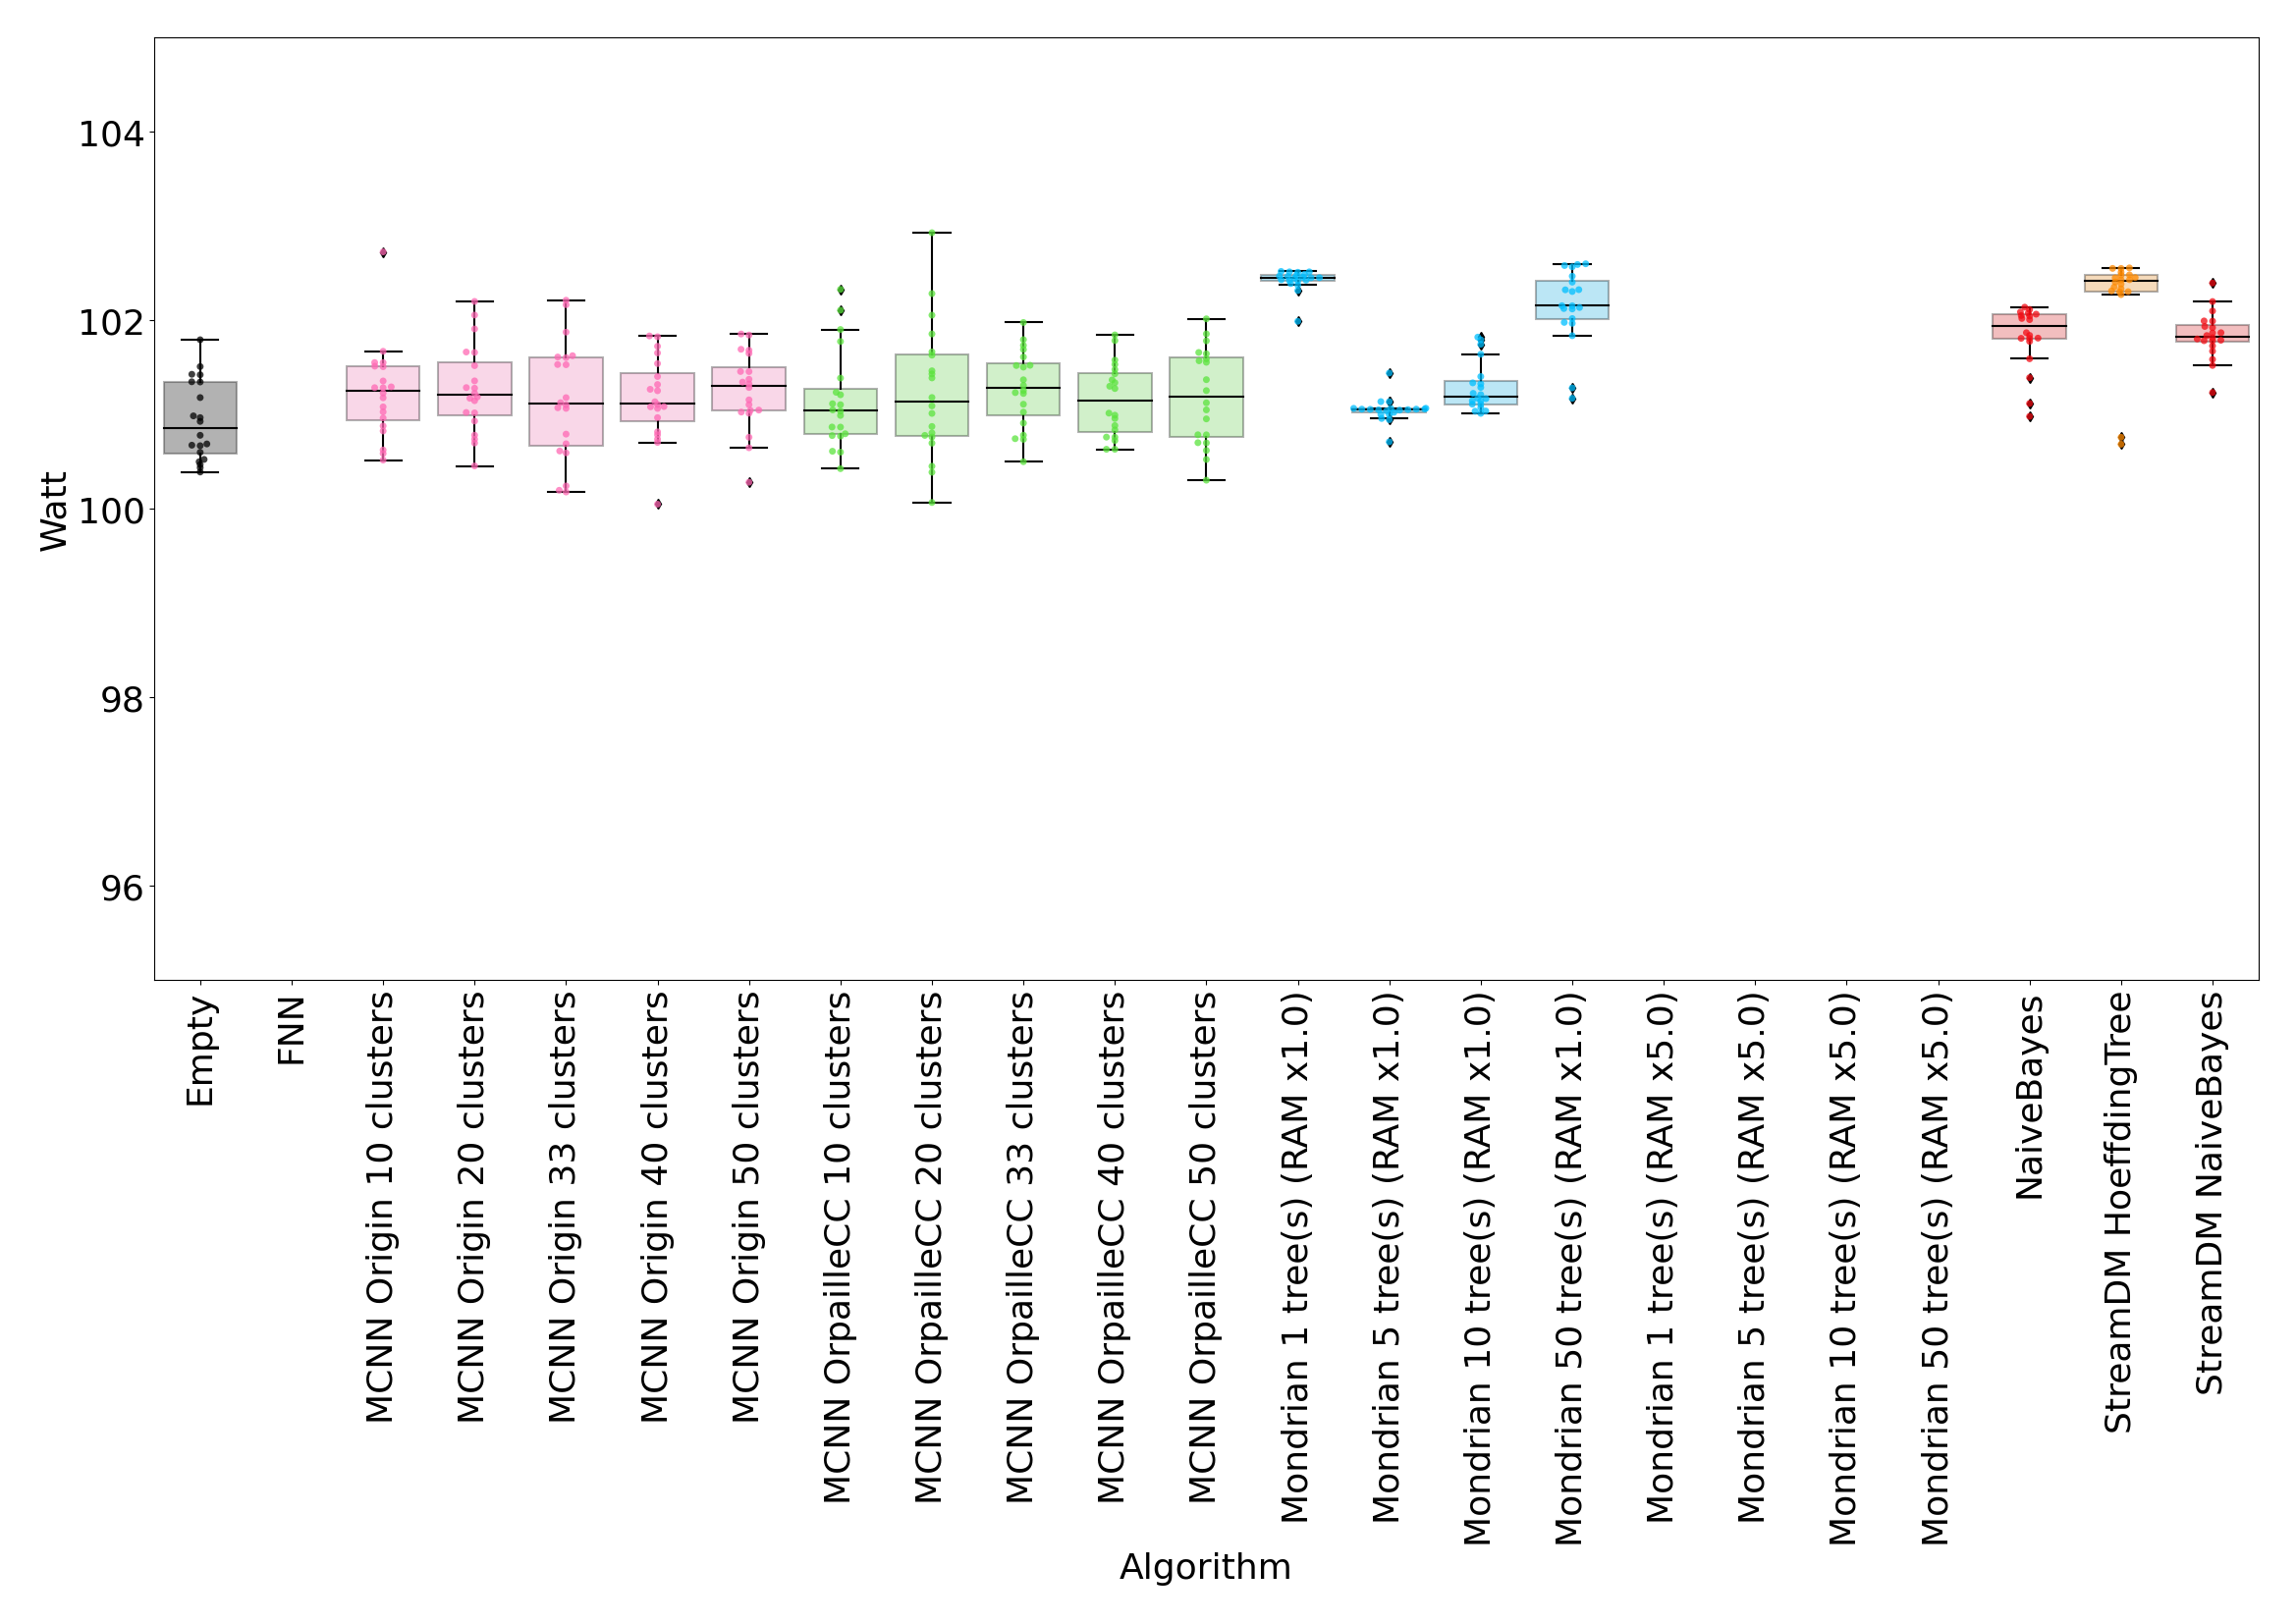 104
102
100
98
96
Watt
Empty
FNN
MCNN Origin 10 clusters
MCNN Origin 20 clusters
MCNN Origin 33 clusters
MCNN Origin 40 clusters
MCNN Origin 50 clusters
MCNN OrpailleCC 10 clusters
MCNN OrpailleCC 20 clusters
MCNN OrpailleCC 33 clusters
MCNN OrpailleCC 40 clusters
MCNN OrpailleCC 50 clusters
Mondrian 1 tree(s) (RAM x1.0)
Mondrian 5 tree(s) (RAM x1.0)
Mondrian 10 tree(s) (RAM x1.0)
Mondrian 50 tree(s) (RAM x1.0)
Mondrian 1 tree(s) (RAM x5.0)
Mondrian 5 tree(s) (RAM x5.0)
Mondrian 10 tree(s) (RAM x5.0)
Mondrian 50 tree(s) (RAM x5.0)
NaiveBayes
StreamDM HoeffdingTree
StreamDM NaiveBayes
Algorithm